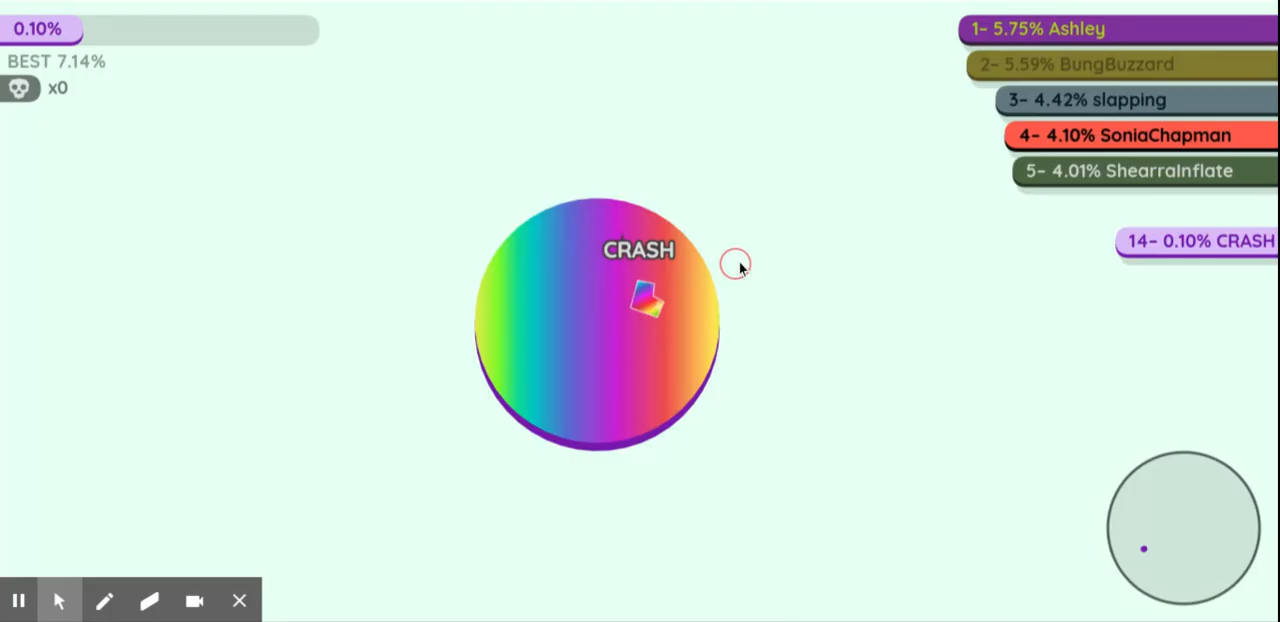 0.10%
BEST 7.14%
x0
1- 5.75% Ashley
2- 5.59% BungBuzzard
3- 4.42% slapping
4- 4.10% SoniaChapman
5- 4.01% ShearraInflate
14- 0.10% CRASH
CRASH